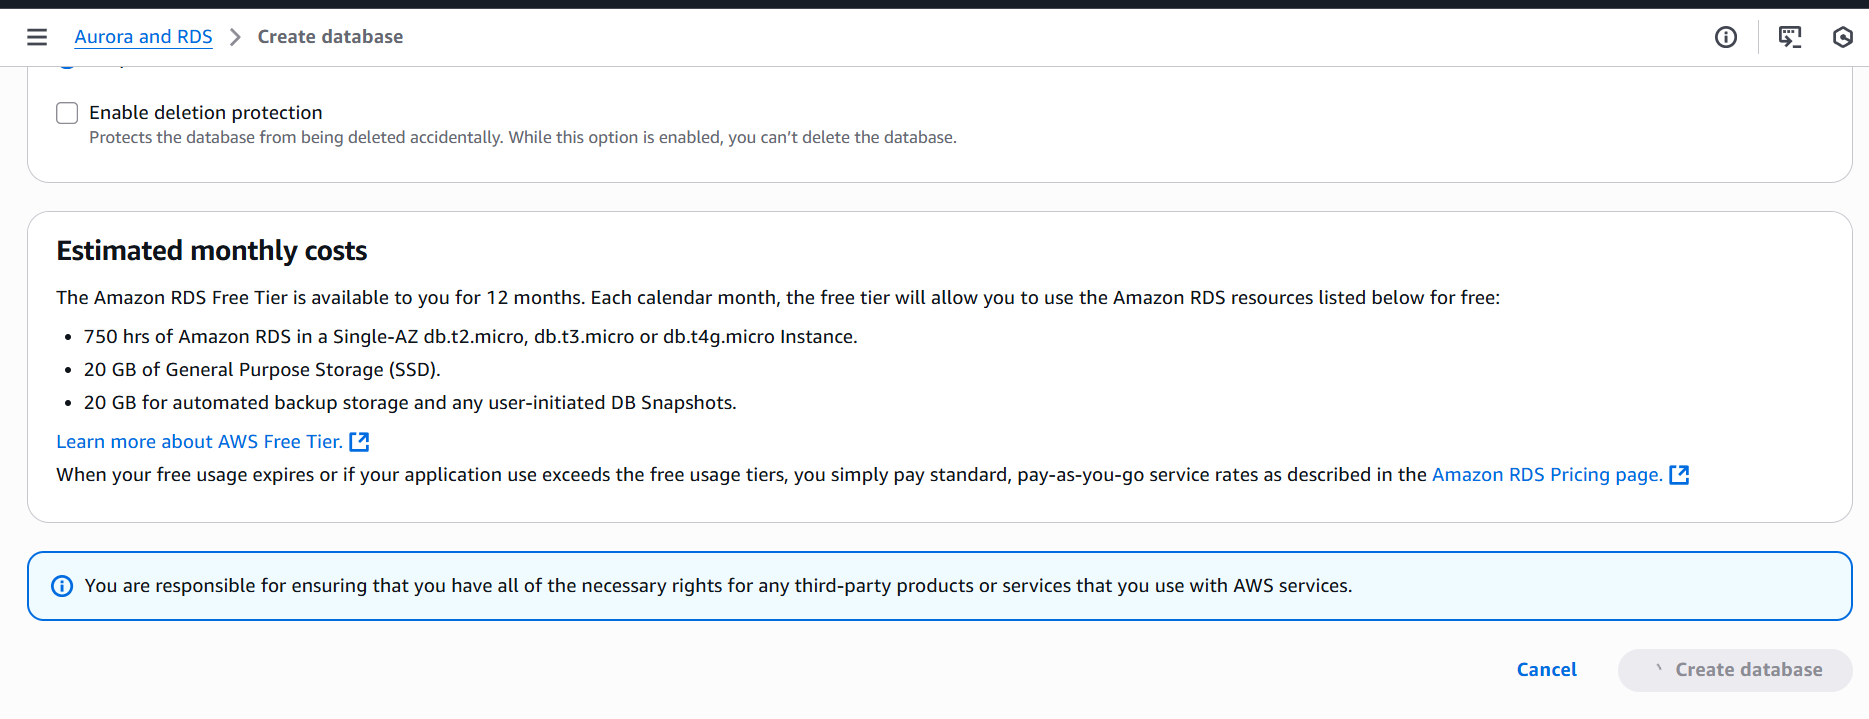 Aurora and RDS > Create database
Enable deletion protection
Protects the database from being deleted accidentally. While this option is enabled, you can’t delete the database.
Estimated monthly costs
The Amazon RDS Free Tier is available to you for 12 months. Each calendar month, the free tier will allow you to use the Amazon RDS resources listed below for free:
• 750 hrs of Amazon RDS in a Single-AZ db.t2.micro, db.t3.micro or db.t4g.micro Instance.
• 20 GB of General Purpose Storage (SSD).
• 20 GB for automated backup storage and any user-initiated DB Snapshots.
Learn more about AWS Free Tier.
When your free usage expires or if your application use exceeds the free usage tiers, you simply pay standard, pay-as-you-go service rates as described in the Amazon RDS Pricing page.
You are responsible for ensuring that you have all of the necessary rights for any third-party products or services that you use with AWS services.
Cancel Create database